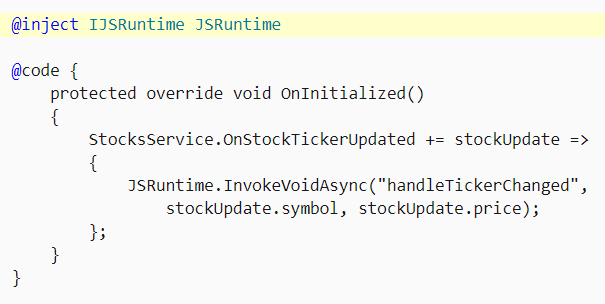 @inject IJSRuntime JSRuntime
@code {
protected override void OnInitialized()
{
StocksService.OnStockTickerUpdated += stockUpdate =>
{
JSRuntime.InvokeVoidAsync("handleTickerChanged",
stockUpdate.symbol, stockUpdate.price);
};
}
}